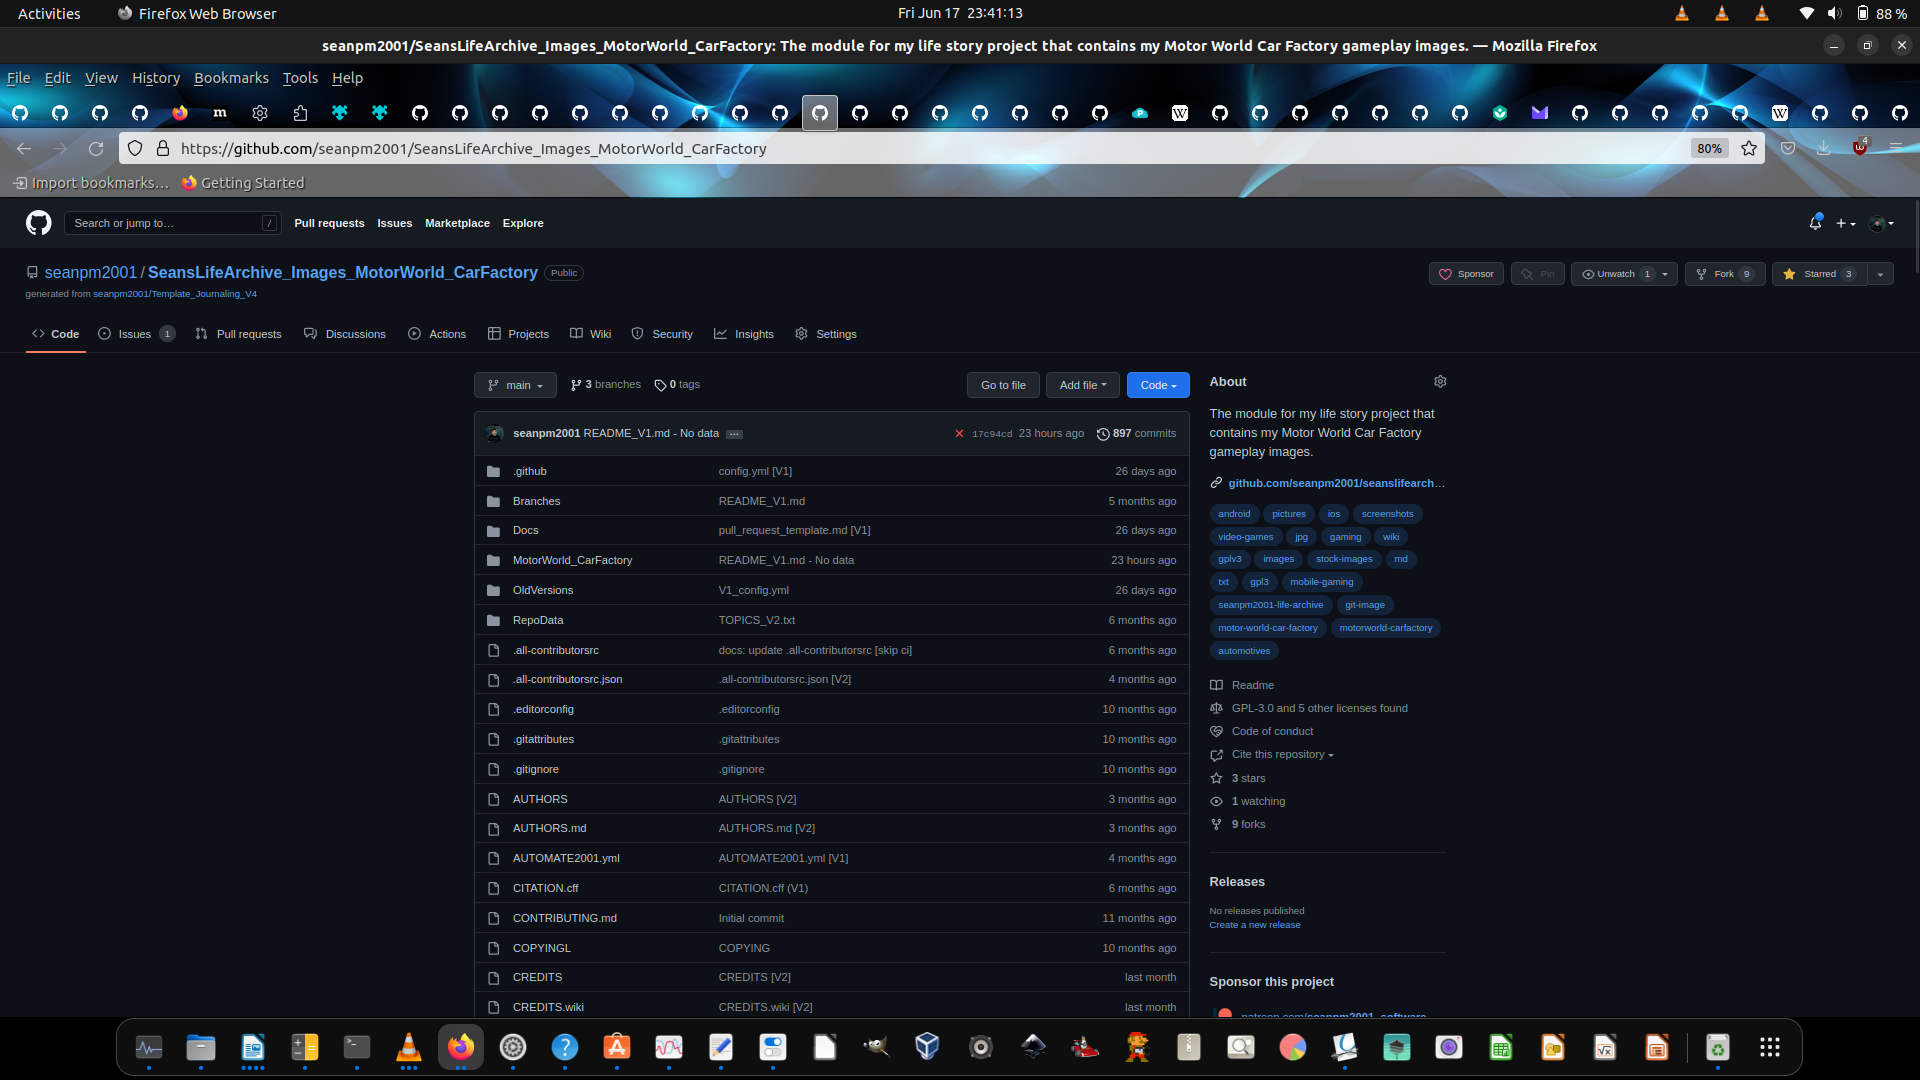 Activities Firefox Web Browser Fri Jun 17 23:41:13 88 %
seanpm2001/SeansLifeArchive_Images_MotorWorld_CarFactory: The module for my life story project that contains my Motor World Car Factory gameplay images. — Mozilla Firefox
File Edit View History Bookmarks Tools Help
https://github.com/seanpm2001/SeansLifeArchive_Images_MotorWorld_CarFactory 80% 4
Import bookmarks… Getting Started
Search or jump to… / Pull requests Issues Marketplace Explore
seanpm2001 / SeansLifeArchive_Images_MotorWorld_CarFactory Public Sponsor Pin Unwatch 1 Fork 9 Starred 3
generated from seanpm2001/Template_Journaling_V4
Code Issues 1 Pull requests Discussions Actions Projects Wiki Security Insights Settings
main 3 branches 0 tags Go to file Add file Code
seanpm2001 README_V1.md - No data ... 17c94cd 23 hours ago 897 commits
.github config.yml [V1] 26 days ago
Branches README_V1.md 5 months ago
Docs pull_request_template.md [V1] 26 days ago
MotorWorld_CarFactory README_V1.md - No data 23 hours ago
OldVersions V1_config.yml 26 days ago
RepoData TOPICS_V2.txt 6 months ago
.all-contributorsrc docs: update .all-contributorsrc [skip ci] 6 months ago
.all-contributorsrc.json .all-contributorsrc.json [V2] 4 months ago
.editorconfig .editorconfig 10 months ago
.gitattributes .gitattributes 10 months ago
.gitignore .gitignore 10 months ago
AUTHORS AUTHORS [V2] 3 months ago
AUTHORS.md AUTHORS.md [V2] 3 months ago
AUTOMATE2001.yml AUTOMATE2001.yml [V1] 4 months ago
CITATION.cff CITATION.cff (V1) 6 months ago
CONTRIBUTING.md Initial commit 11 months ago
COPYINGL COPYING 10 months ago
CREDITS CREDITS [V2] last month
CREDITS.wiki CREDITS.wiki [V2] last month
About
The module for my life story project that
contains my Motor World Car Factory
gameplay images.
github.com/seanpm2001/seanslifearch…
android pictures ios screenshots
video-games jpg gaming wiki
gplv3 images stock-images md
txt gpl3 mobile-gaming
seanpm2001-life-archive git-image
motor-world-car-factory motorworld-carfactory
automotives
Readme
GPL-3.0 and 5 other licenses found
Code of conduct
Cite this repository
3 stars
1 watching
9 forks
Releases
No releases published
Create a new release
Sponsor this project
patreon.com/seanpm2001_software